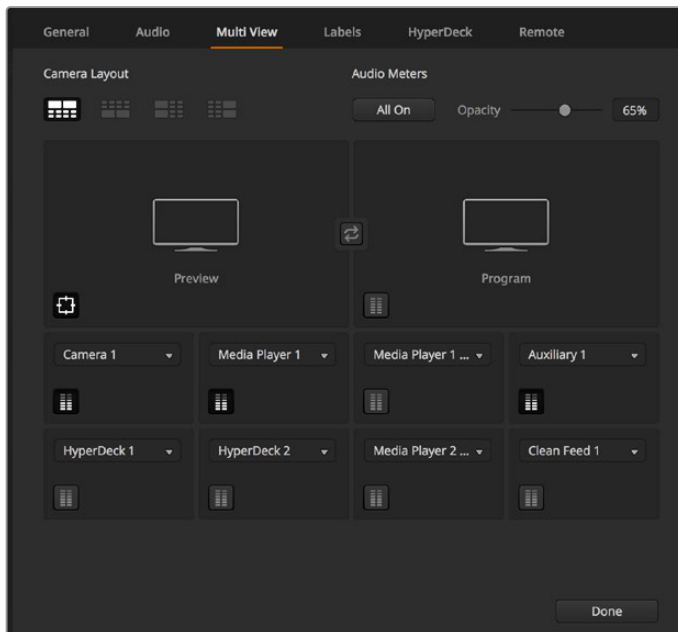 General Audio Multi View Labels HyperDeck Remote
Camera Layout Audio Meters
All On Opacity 65%
Preview Program
Camera 1 Media Player 1 Media Player 1 ... Auxiliary 1
HyperDeck 1 HyperDeck 2 Media Player 2 ... Clean Feed 1
Done